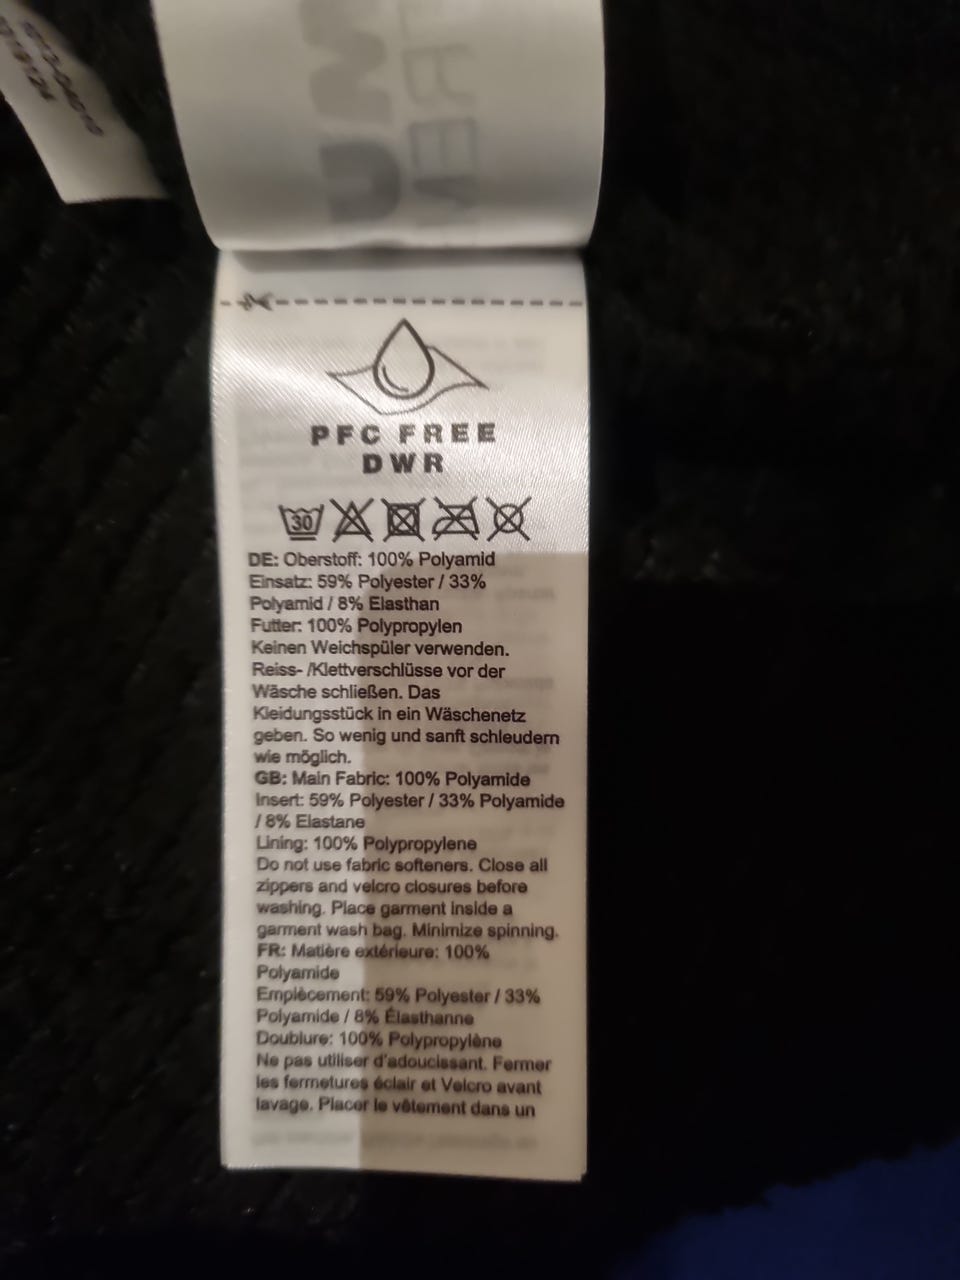 PFC FREE
DWR
30
DE: Oberstoff: 100% Polyamid
Einsatz: 59% Polyester / 33%
Polyamid / 8% Elasthan
Futter: 100% Polypropylen
Keinen Weichspüler verwenden.
Reiss- /Klettverschlüsse vor der
Wäsche schließen. Das
Kleidungsstück in ein Wäschenetz
geben. So wenig und sanft schleudern
wie möglich.
GB: Main Fabric: 100% Polyamide
Insert: 59% Polyester / 33% Polyamide
/ 8% Elastane
Lining: 100% Polypropylene
Do not use fabric softeners. Close all
zippers and velcro closures before
washing. Place garment inside a
garment wash bag. Minimize spinning.
FR: Matière extérieure: 100%
Polyamide
Emplècement: 59% Polyester / 33%
Polyamide / 8% Élasthanne
Doublure: 100% Polypropylène
Ne pas utiliser d'adoucissant. Fermer
les fermetures éclair et Velcro avant
lavage. Placer le vêtement dans un